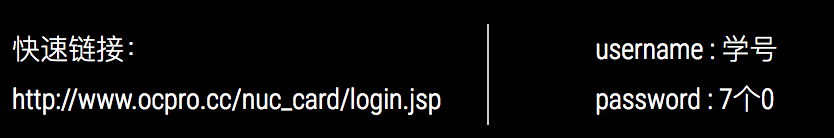 快速链接：
http://www.ocpro.cc/nuc_card/login.jsp
username : 学号
password : 7个0